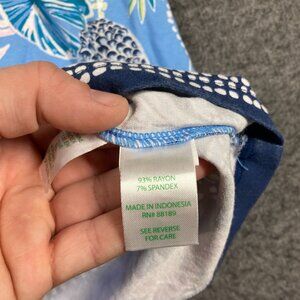 93% RAYON
7% SPANDEX
MADE IN INDONESIA
RN# 88189
SEE REVERSE
FOR CARE